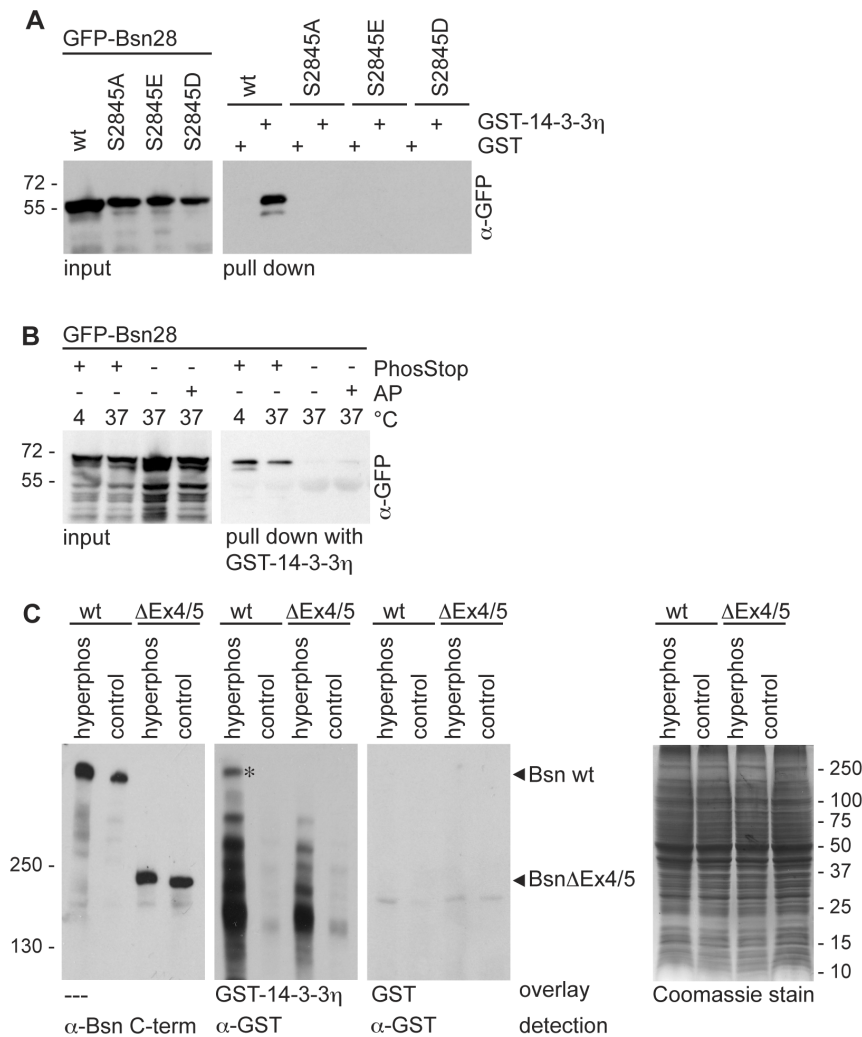 A
GFP-Bsn28
wt S2845A S2845E S2845D
wt S2845A S2845E S2845D
+ + + + GST-14-3-3η
+ + + + GST
72 -
55 -
α-GFP
input pull down
B
GFP-Bsn28
+ + - - + + - - PhosStop
- - - + - - - + AP
4 37 37 37 4 37 37 37 °C
72 -
55 -
α-GFP
input pull down with
GST-14-3-3η
C
wt ΔEx4/5 wt ΔEx4/5 wt ΔEx4/5 wt ΔEx4/5
hyperphos control hyperphos control hyperphos control hyperphos control hyperphos control hyperphos control hyperphos control hyperphos control
* Bsn wt
250 -
BsnΔEx4/5
130 -
- 250
- 100
- 75
- 50
- 37
- 25
- 15
- 10
--- GST-14-3-3η GST overlay Coomassie stain
α-Bsn C-term α-GST α-GST detection